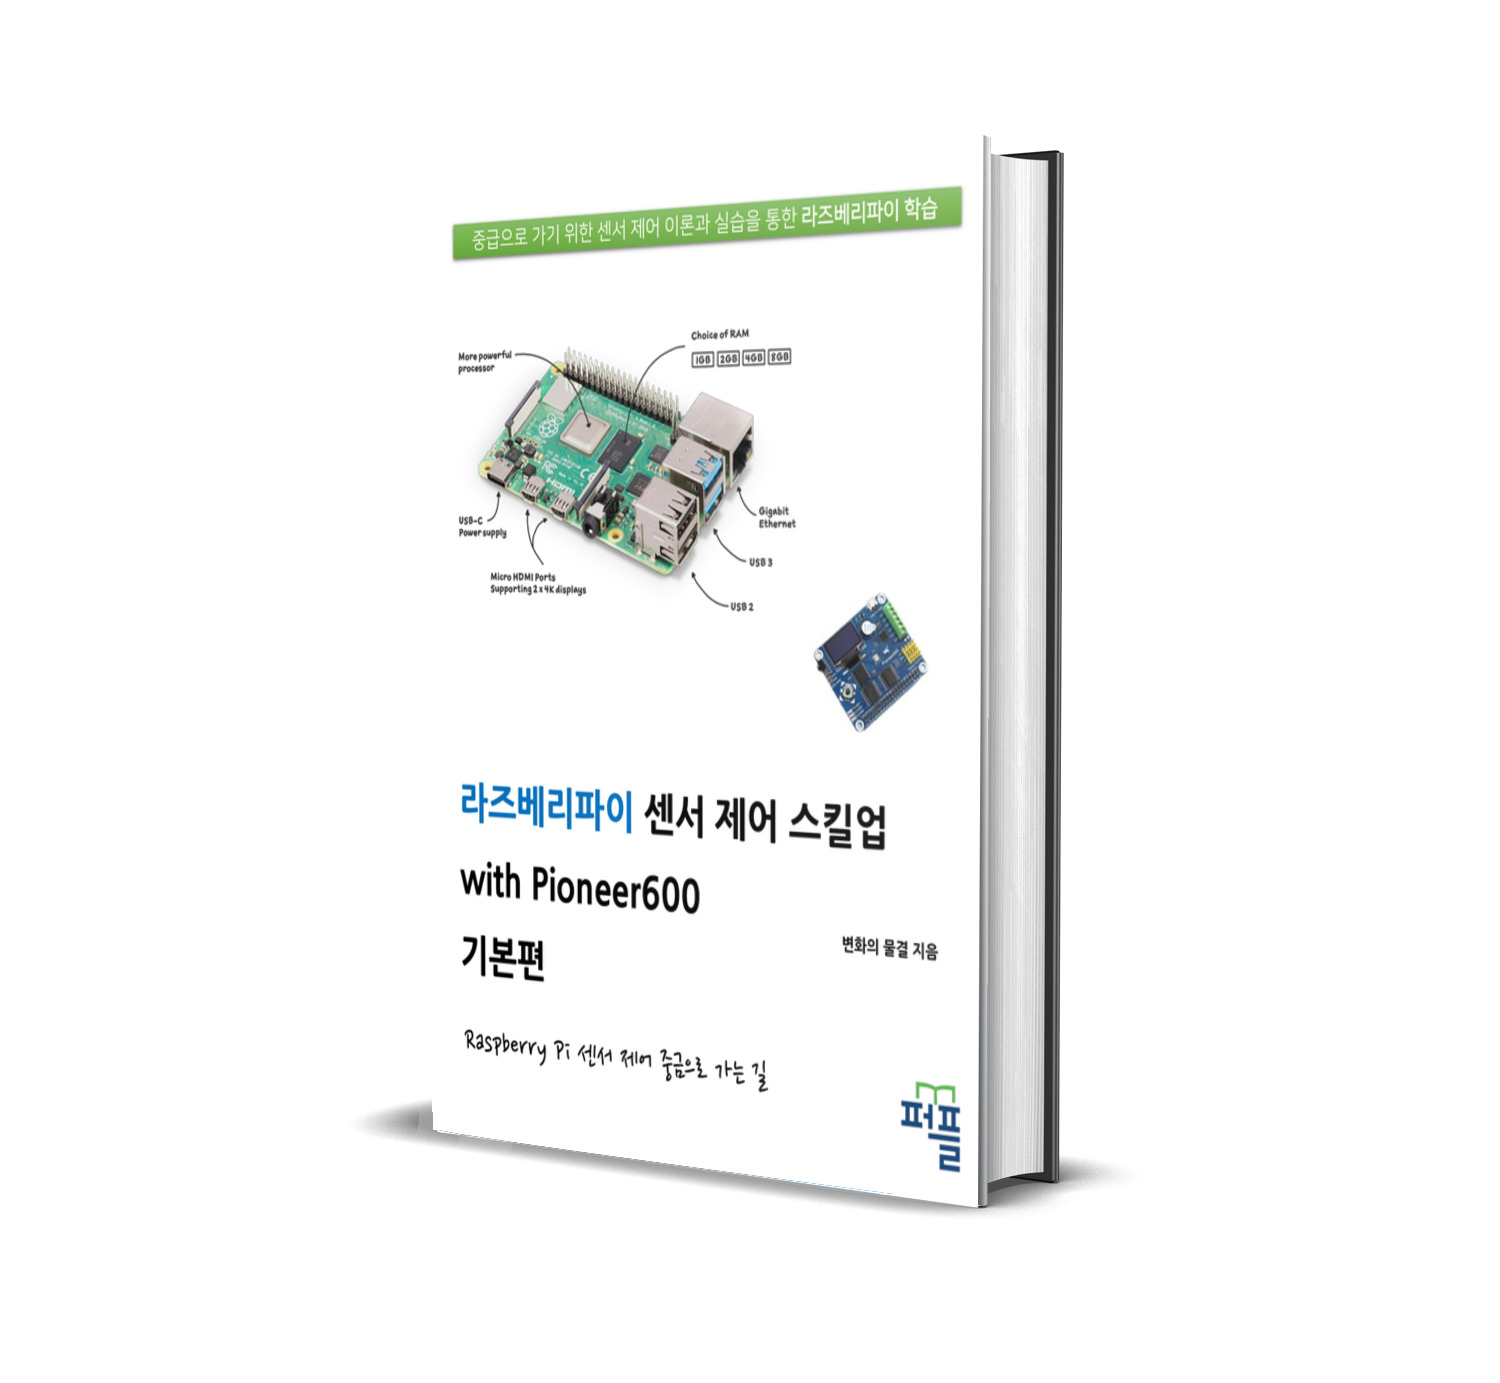 중급으로 가기 위한 센서 제어 이론과 실습을 통한 라즈베리파이 학습
More powerful
processor
Choice of RAM
1GB 2GB 4GB 8GB
HDMI
USB-C
Power supply
Micro HDMI Ports
Supporting 2 x 4K displays
Gigabit
Ethernet
USB 3
USB 2
라즈베리파이 센서 제어 스킬업
with Pioneer600
기본편
변화의 물결 지음
Raspberry Pi 센서 제어 중급으로 가는 길
퍼플